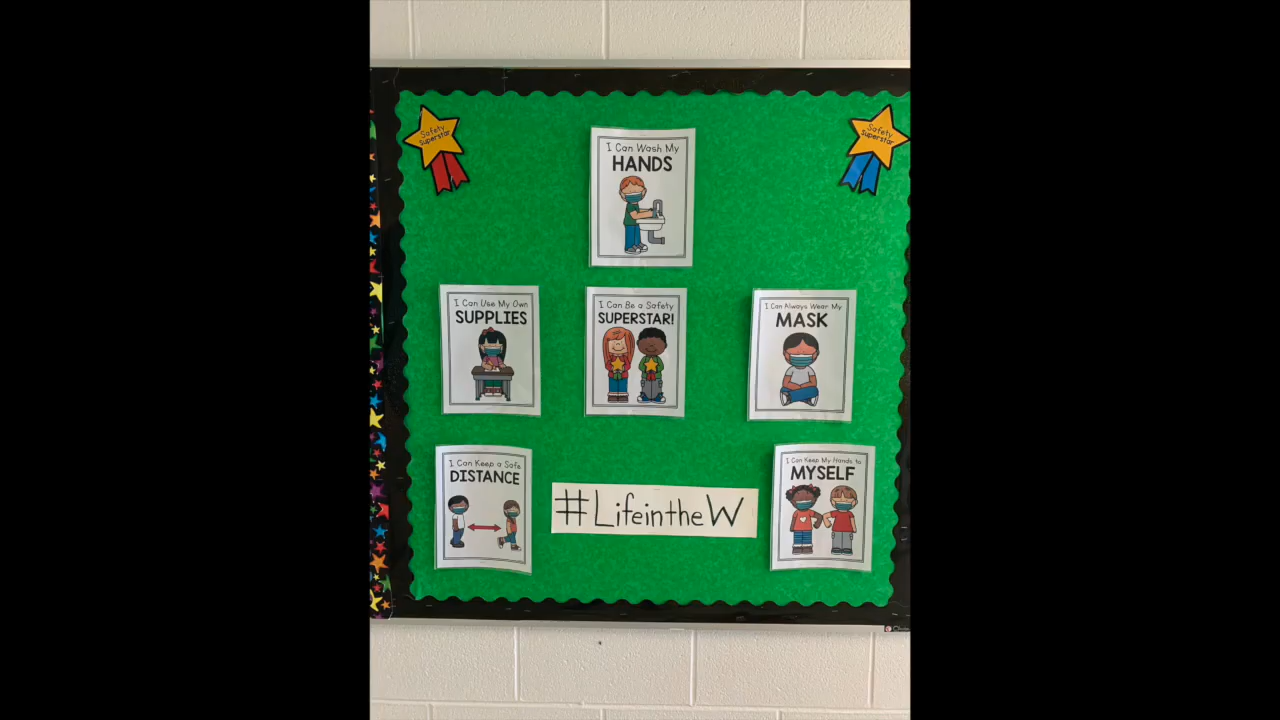 Safety
Superstar
Safety
Superstar
I Can Wash My
HANDS
I Can Use My Own
SUPPLIES
I Can Be a Safety
SUPERSTAR!
I Can Always Wear My
MASK
I Can Keep a Safe
DISTANCE
#LifeintheW
I Can Keep My Hands to
MYSELF